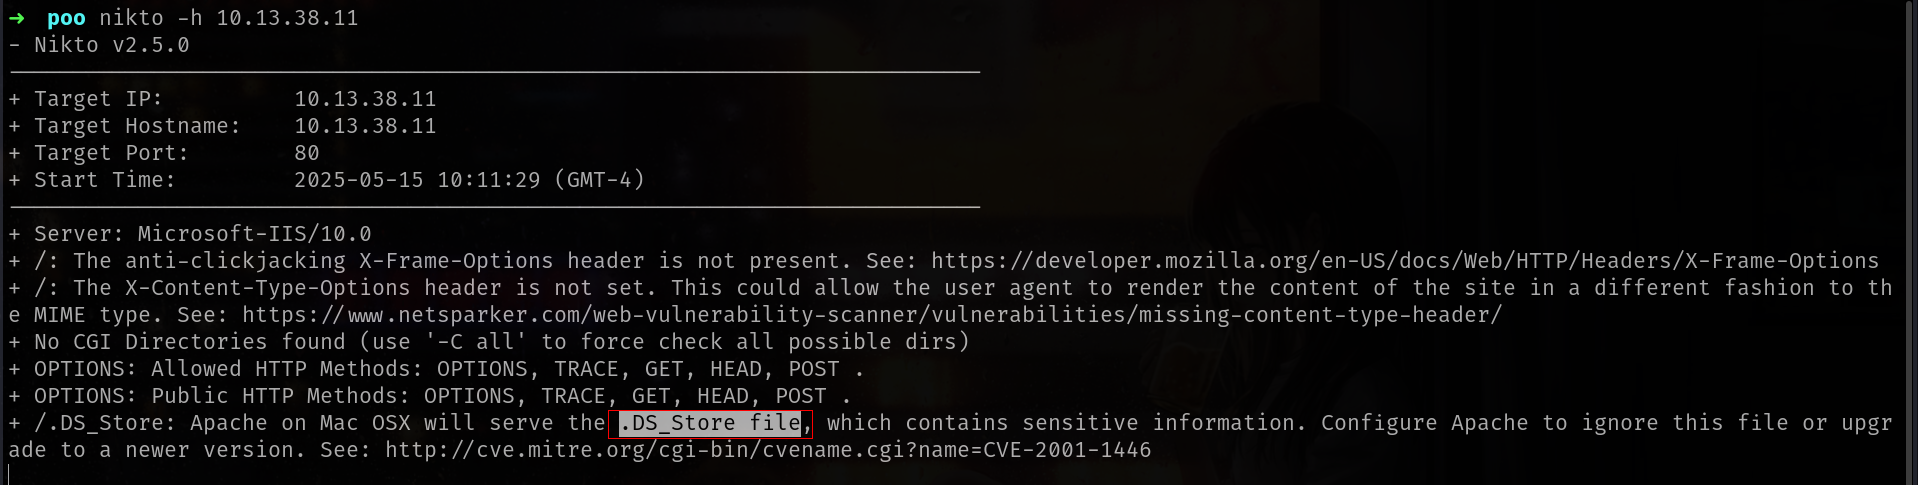 → poo nikto -h 10.13.38.11
- Nikto v2.5.0
---------------------------------------------------------------------------
+ Target IP:          10.13.38.11
+ Target Hostname:    10.13.38.11
+ Target Port:        80
+ Start Time:         2025-05-15 10:11:29 (GMT-4)
---------------------------------------------------------------------------
+ Server: Microsoft-IIS/10.0
+ /: The anti-clickjacking X-Frame-Options header is not present. See: https://developer.mozilla.org/en-US/docs/Web/HTTP/Headers/X-Frame-Options
+ /: The X-Content-Type-Options header is not set. This could allow the user agent to render the content of the site in a different fashion to th
e MIME type. See: https://www.netsparker.com/web-vulnerability-scanner/vulnerabilities/missing-content-type-header/
+ No CGI Directories found (use '-C all' to force check all possible dirs)
+ OPTIONS: Allowed HTTP Methods: OPTIONS, TRACE, GET, HEAD, POST .
+ OPTIONS: Public HTTP Methods: OPTIONS, TRACE, GET, HEAD, POST .
+ /.DS_Store: Apache on Mac OSX will serve the .DS_Store file, which contains sensitive information. Configure Apache to ignore this file or upgr
ade to a newer version. See: http://cve.mitre.org/cgi-bin/cvename.cgi?name=CVE-2001-1446